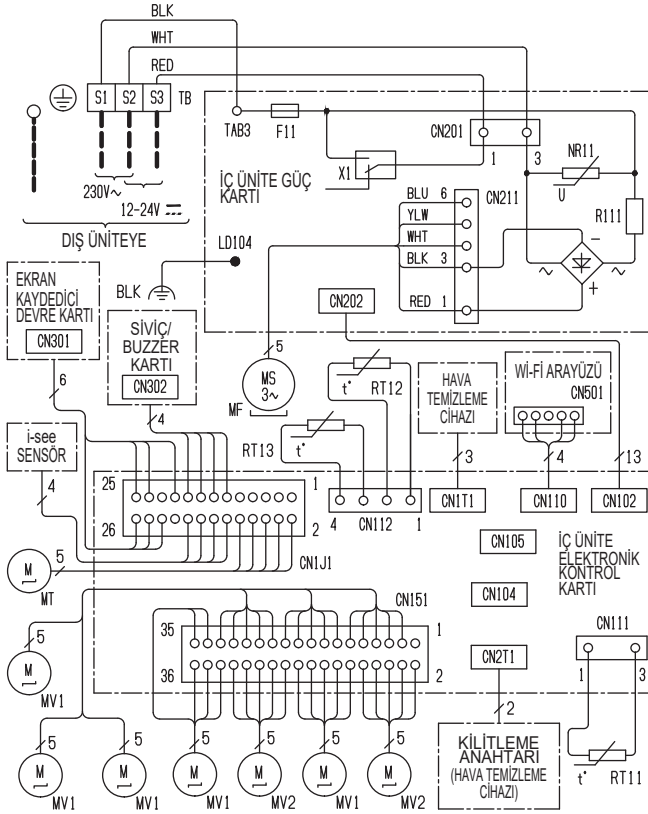 BLK
WHT
RED
S1 S2 S3 TB
TAB3
F11
CN201
1 3
X1
NR11
U
R111
İÇ ÜNİTE GÜÇ
KARTI
230V~
12-24V
DIŞ ÜNİTEYE
BLU 6
YLW
WHT
BLK 3
RED 1
CN211
~ ~
−
+
LD104
BLK
EKRAN
KAYDEDİCİ
DEVRE KARTI
CN301
6
SİVİÇ/
BUZZER
KARTI
CN302
4
CN202
5
MS
3~
MF
t° RT12
RT13 t°
HAVA
TEMİZLEME
CİHAZI
3
Wİ-Fİ ARAYÜZÜ
CN501
4
13
i-see
SENSÖR
4
25 1
26 2
CN1J1
4 CN112 1
CN1T1
CN110
CN102
CN105
İÇ ÜNİTE
ELEKTRONİK
KONTROL
KARTI
CN104
5
M
MT
CN151
35 1
36 2
CN2T1
2
CN111
1 3
5
M
MV1
5
M
MV1
5
M
MV1
5
M
MV1
5
M
MV2
5
M
MV1
5
M
MV2
KİLİTLEME
ANAHTARI
(HAVA TEMİZLEME
CİHAZI)
t° RT11